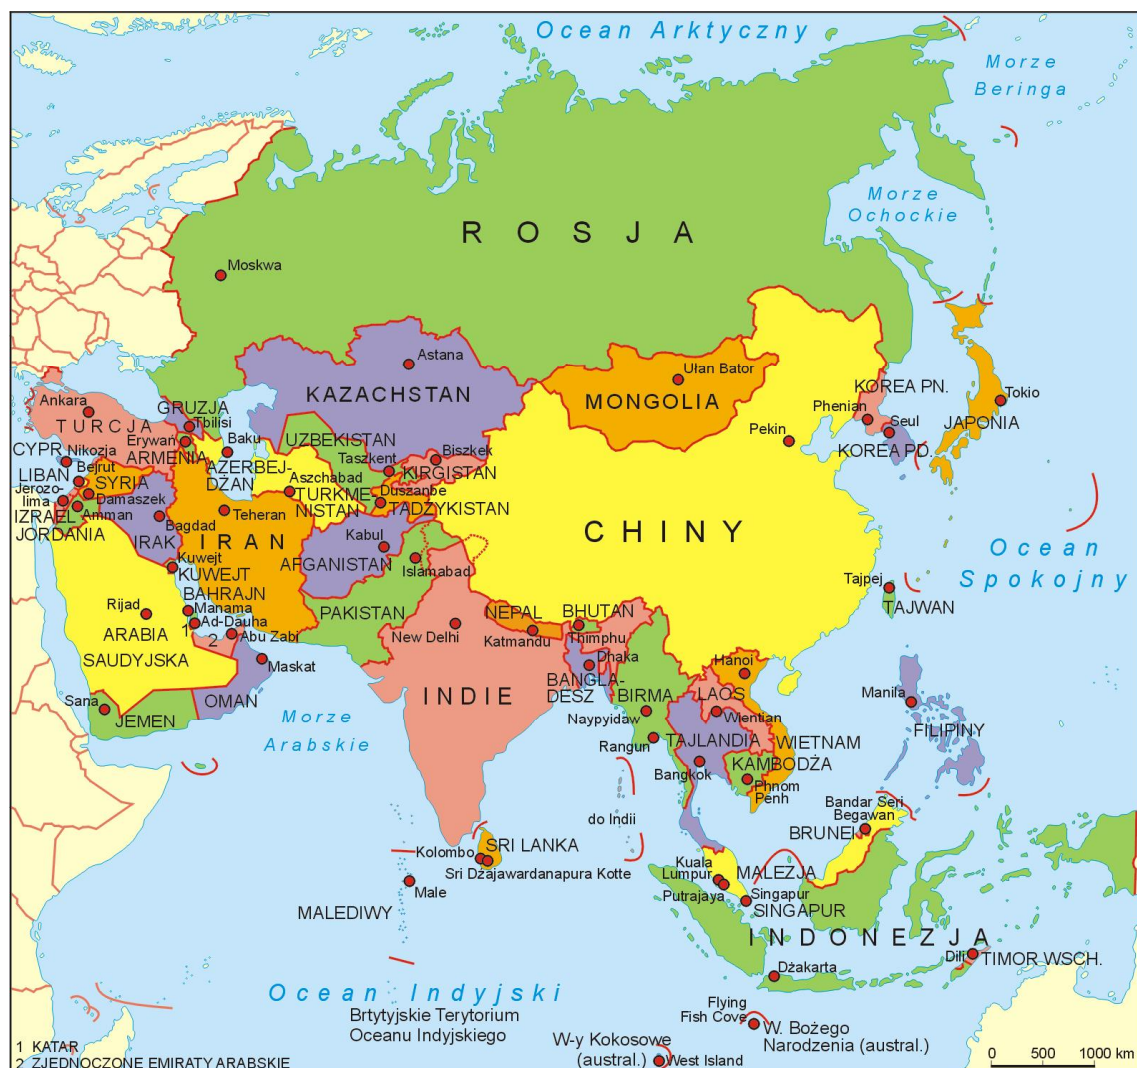 Ocean Arktyczny
Morze
Beringa
Morze
Ochockie
ROSJA
Moskwa
Astana
KAZACHSTAN
Ułan Bator
MONGOLIA
KOREA PN.
Phenian
Seul
KOREA PD.
Tokio
JAPONIA
Pekin
Ankara
TURCJA
GRUZJA
Tbilisi
Erywań
ARMENIA
Baku
AZERBEJ-
DŻAN
UZBEKISTAN
Taszkent
Biszkek
KIRGISTAN
CYPR
Nikozja
LIBAN
Bejrut
SYRIA
Damaszek
Jerozo-
lima
IZRAEL
Amman
JORDANIA
Bagdad
IRAK
Teheran
IRAN
Aszchabad
TURKME-
NISTAN
Duszanbe
TADŻYKISTAN
CHINY
Kabul
AFGANISTAN
Islamabad
PAKISTAN
Kuwejt
KUWEJT
BAHRAJN
Manama
1
Ad-Dauha
2
Abu Zabi
Rijad
ARABIA
SAUDYJSKA
Maskat
OMAN
Sana
JEMEN
Morze
Arabskie
New Delhi
INDIE
NEPAL
Katmandu
BHUTAN
Thimphu
Dhaka
BANGLA-
DESZ
BIRMA
Naypyidaw
Rangun
Hanoi
LAOS
Wientian
TAJLANDIA
Bangkok
WIETNAM
KAMBODŻA
Phnom
Penh
Tajpej
TAJWAN
Ocean
Spokojny
Manila
FILIPINY
do Indii
Bandar Seri
Begawan
BRUNEI
Kolombo
SRI LANKA
Sri Dżajawardanapura Kotte
Male
MALEDIWY
Kuala
Lumpur
MALEZJA
Putrajaya
Singapur
SINGAPUR
INDONEZJA
Dżakarta
Dili
TIMOR WSCH.
Ocean Indyjski
Brtytyjskie Terytorium
Oceanu Indyjskiego
Flying
Fish Cove
W. Bożego
Narodzenia (austral.)
W-y Kokosowe
(austral.)
West Island
1 KATAR
2 ZJEDNOCZONE EMIRATY ARABSKIE
0 500 1000 km